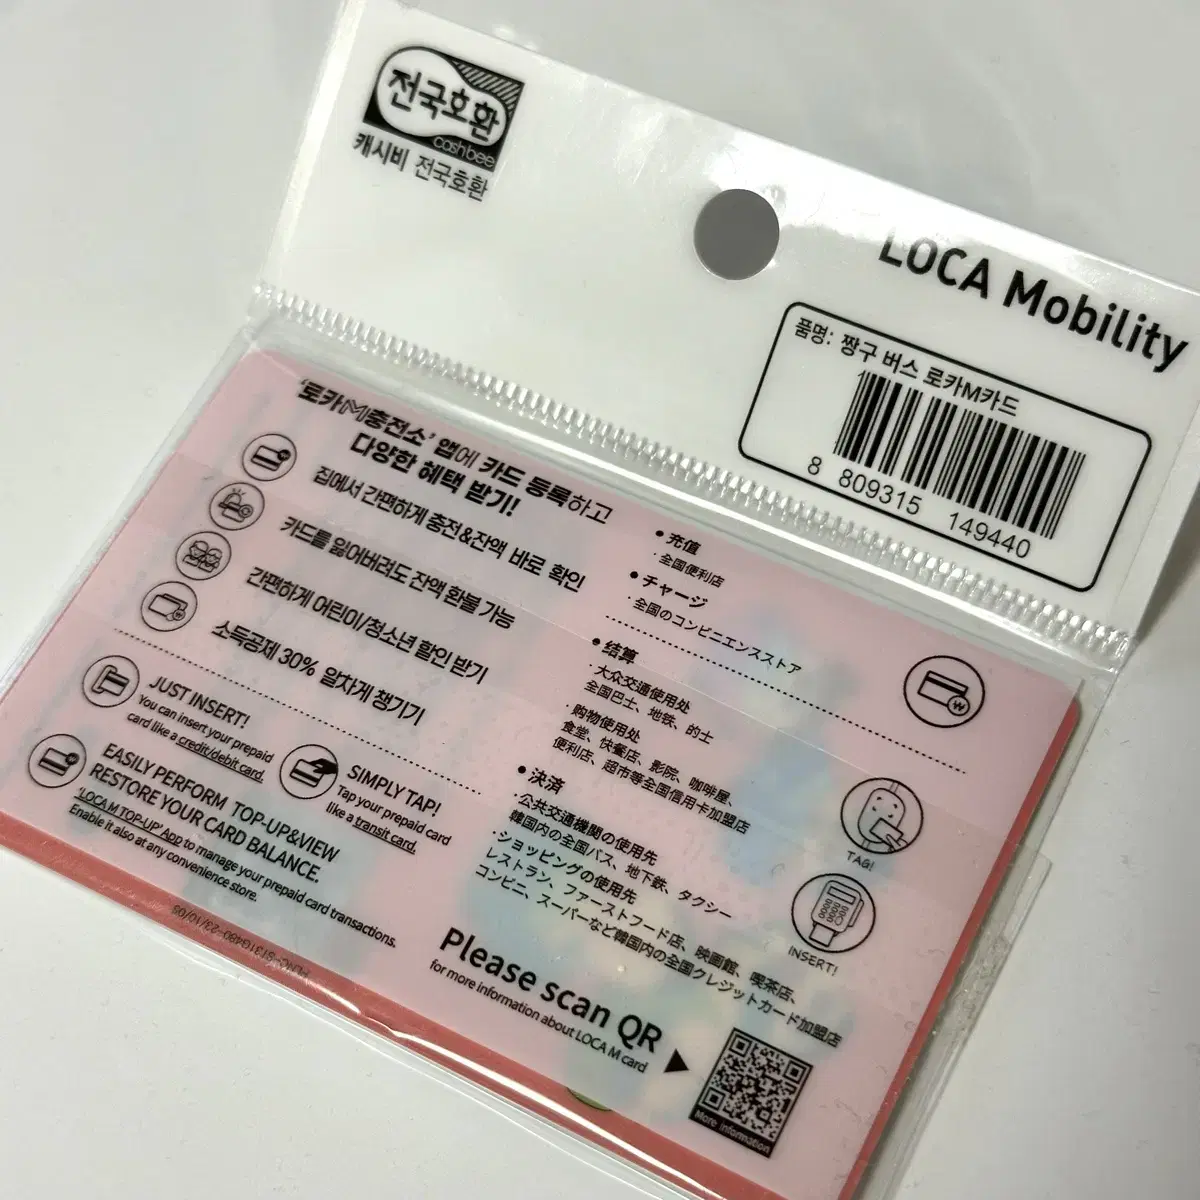 전국호환
cashbee
캐시비 전국호환
LOCA Mobility
품명: 짱구 버스 로카M카드
8 809315 149440
'로카M충전소' 앱에 카드 등록하고
다양한 혜택 받기!
집에서 간편하게 충전&잔액 바로 확인
카드를 잃어버려도 잔액 환불 가능
간편하게 어린이/청소년 할인 받기
소득공제 30% 알차게 챙기기
JUST INSERT!
You can insert your prepaid
card like a credit/debit card.
SIMPLY TAP!
Tap your prepaid card
like a transit card.
EASILY PERFORM TOP-UP&VIEW
RESTORE YOUR CARD BALANCE.
'LOCA M TOP-UP' App to manage your prepaid card transactions.
Enable it also at any convenience store.
• 充值
· 全国便利店
• チャージ
· 全国のコンビニエンスストア
• 结算
· 大众交通使用处
全国巴士、地铁、的士
· 购物使用处
食堂、快餐店、影院、咖啡屋、
便利店、超市等全国信用卡加盟店
• 決済
· 公共交通機関の使用先
韓国内の全国バス、地下鉄、タクシー
· ショッピングの使用先
レストラン、ファーストフード店、映画館、喫茶店、
コンビニ、スーパーなど韓国内の全国クレジットカード加盟店
TAG!
INSERT!
Please scan QR
for more information about LOCA M card
More Information